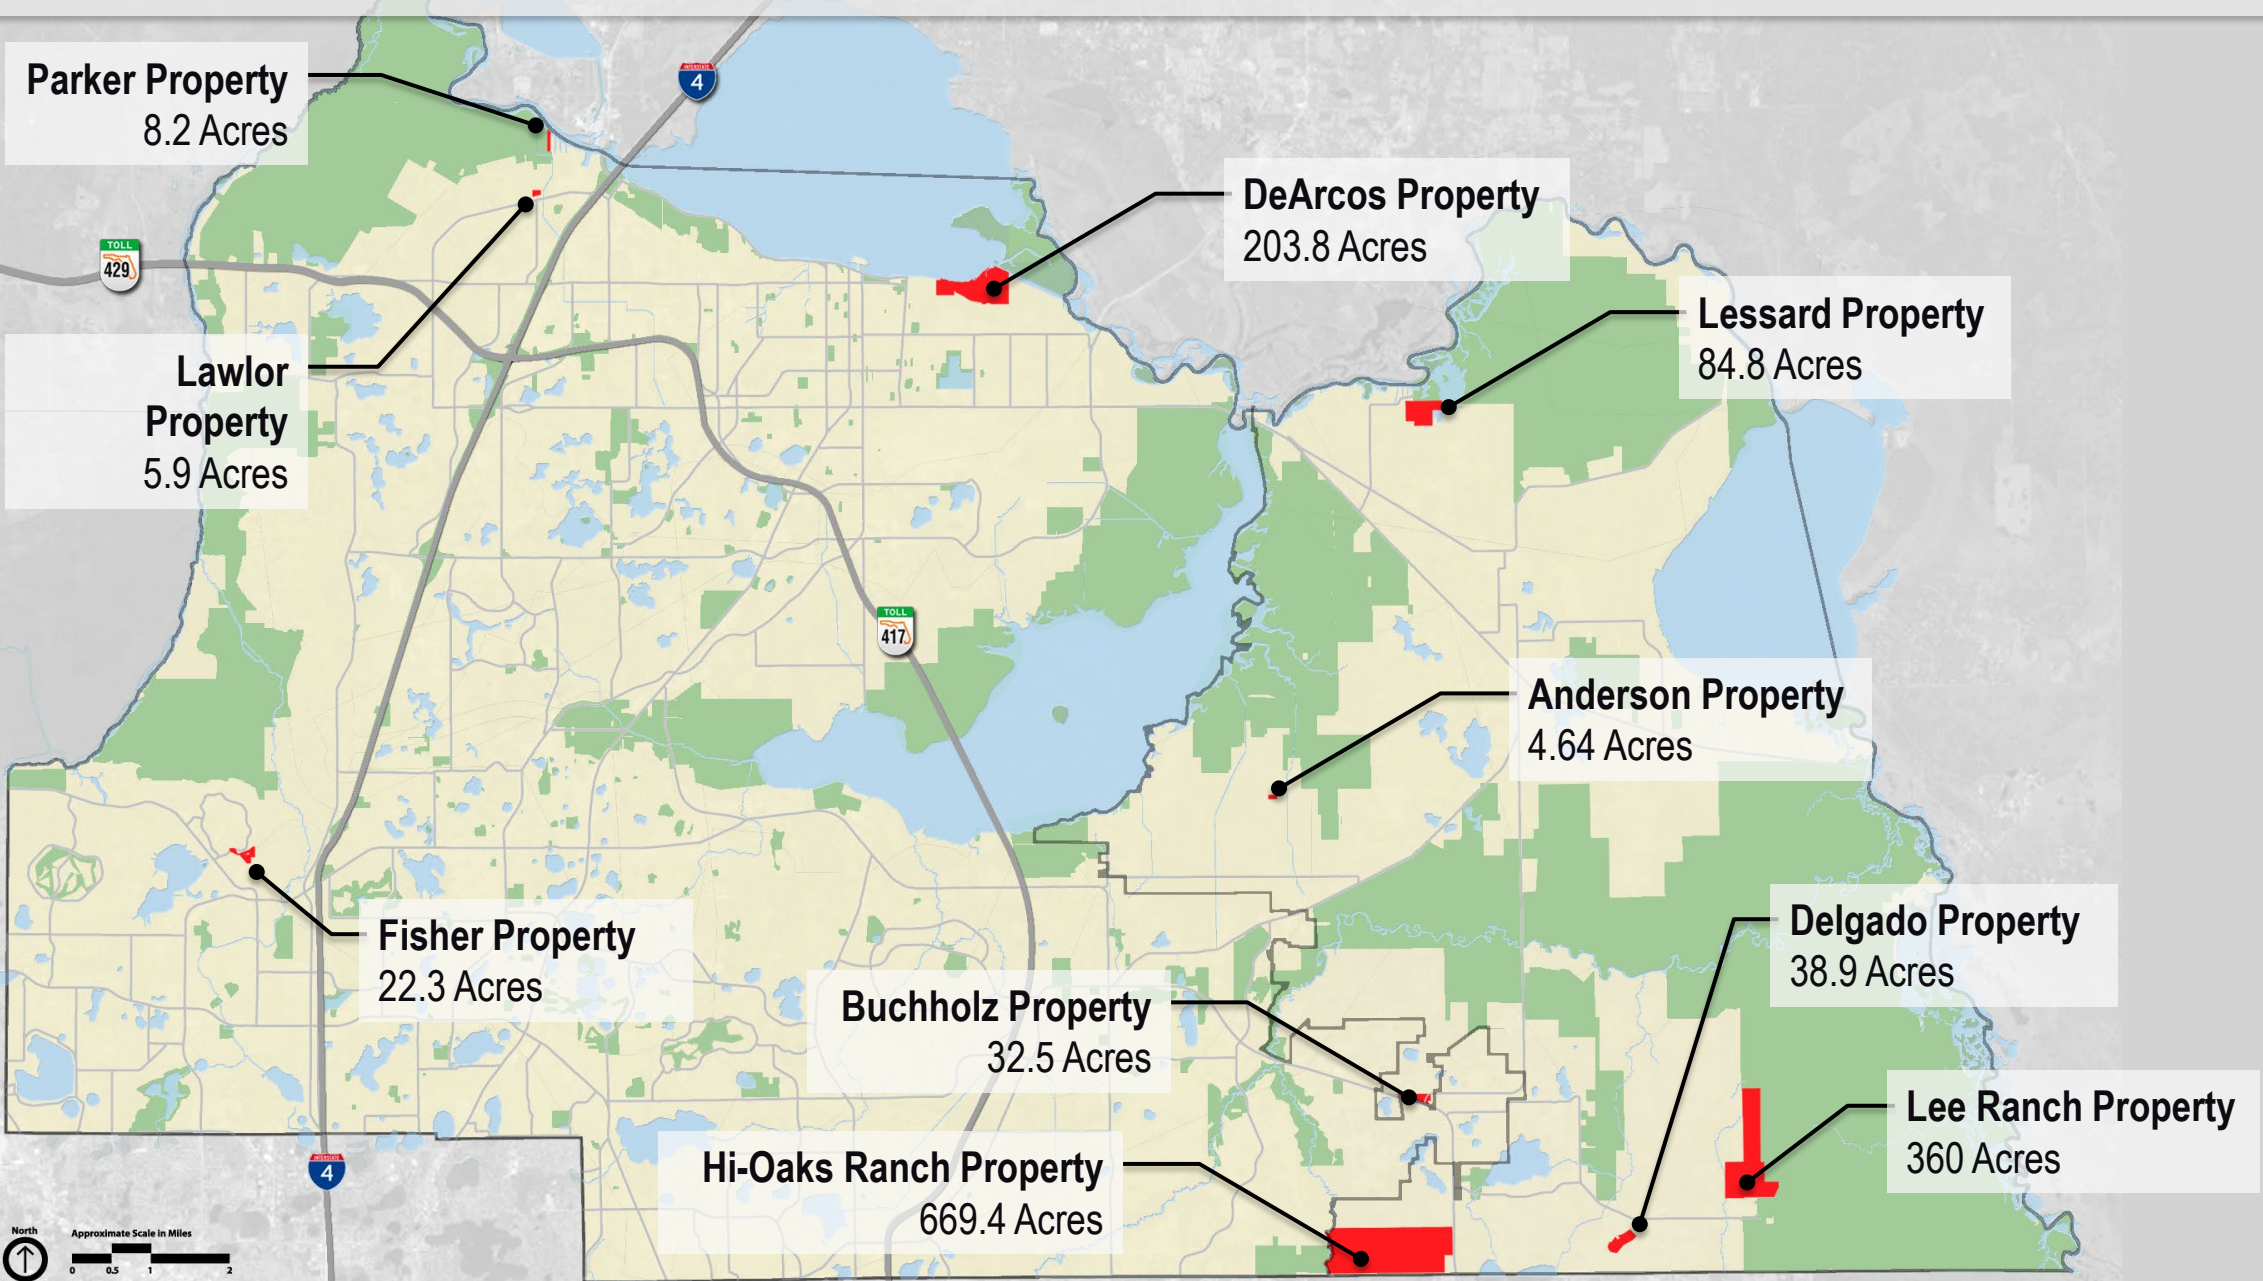 INTERSTATE
4
Parker Property
8.2 Acres
DeArcos Property
203.8 Acres
TOLL
429
Lessard Property
84.8 Acres
Lawlor
Property
5.9 Acres
TOLL
417
Anderson Property
4.64 Acres
Fisher Property
22.3 Acres
Delgado Property
38.9 Acres
Buchholz Property
32.5 Acres
Lee Ranch Property
360 Acres
Hi-Oaks Ranch Property
669.4 Acres
INTERSTATE
4
North
Approximate Scale in Miles
0 0.5 1 2